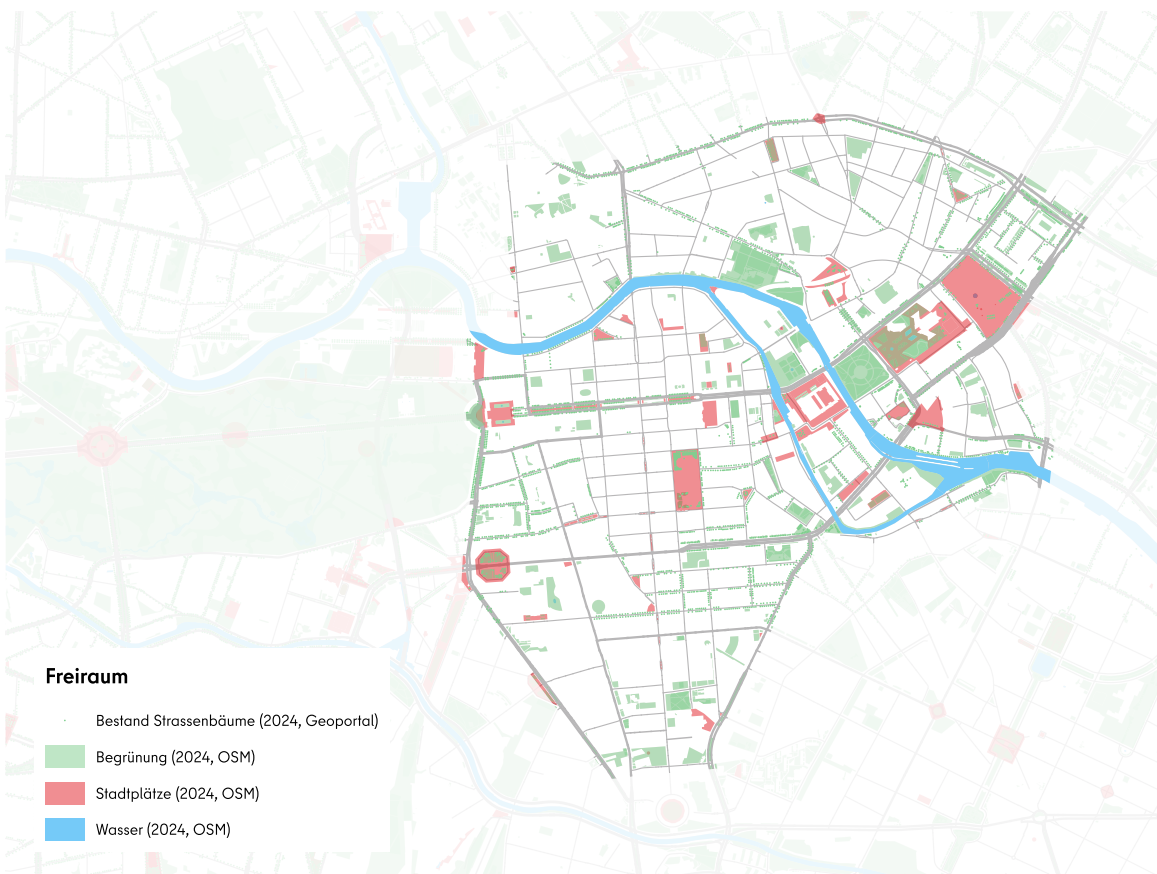 Freiraum
Bestand Strassenbäume (2024, Geoportal)
Begrünung (2024, OSM)
Stadtplätze (2024, OSM)
Wasser (2024, OSM)